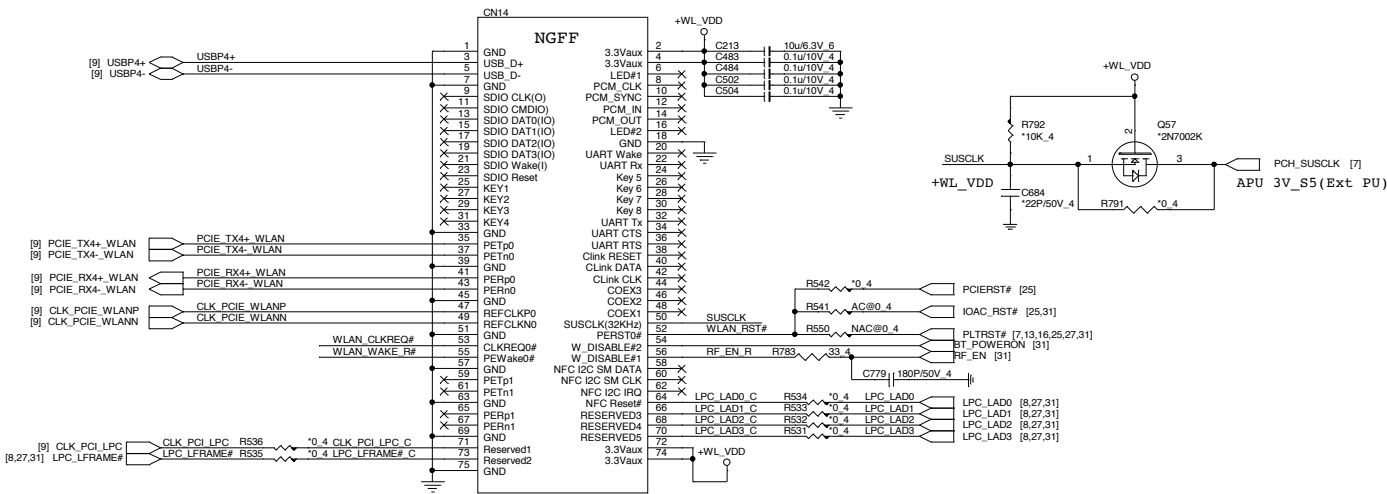 CN14
NGFF
+WL_VDD
[9] USBP4+ USBP4+ 1 GND
3 USB_D+
[9] USBP4- USBP4- 5 USB_D-
7 GND
9 SDIO CLK(O)
11 SDIO CMDIO)
13 SDIO DAT0(IO)
15 SDIO DAT1(IO)
17 SDIO DAT2(IO)
19 SDIO DAT3(IO)
21 SDIO Wake(I)
23 SDIO Reset
25 KEY1
27 KEY2
29 KEY3
31 KEY4
33 GND
[9] PCIE_TX4+_WLAN PCIE_TX4+_WLAN 35 PETp0
[9] PCIE_TX4-_WLAN PCIE_TX4-_WLAN 37 PETn0
39 GND
[9] PCIE_RX4+_WLAN PCIE_RX4+_WLAN 41 PERp0
[9] PCIE_RX4-_WLAN PCIE_RX4-_WLAN 43 PERn0
45 GND
[9] CLK_PCIE_WLANP CLK_PCIE_WLANP 47 REFCLKP0
[9] CLK_PCIE_WLANN CLK_PCIE_WLANN 49 REFCLKN0
51 GND
WLAN_CLKREQ# 53 CLKREQ0#
WLAN_WAKE_R# 55 PEWake0#
57 GND
59 PETp1
61 PETn1
63 GND
65 PERp1
67 PERn1
69 GND
[9] CLK_PCI_LPC CLK_PCI_LPC R536 *0_4 CLK_PCI_LPC_C 71 Reserved1
[8,27,31] LPC_LFRAME# LPC_LFRAME# R535 *0_4 LPC_LFRAME#_C 73 Reserved2
75 GND
3.3Vaux 2 C213 10u/6.3V_6
3.3Vaux 4 C483 0.1u/10V_4
LED#1 6 C484 0.1u/10V_4
PCM_CLK 8 C502 0.1u/10V_4
PCM_SYNC 10 C504 0.1u/10V_4
PCM_IN 12
PCM_OUT 14
LED#2 16
GND 18
UART Wake 20
UART Rx 22
Key 5 24
Key 6 26
Key 7 28
Key 8 30
UART Tx 32
UART CTS 34
UART RTS 36
Clink RESET 38
CLink DATA 40
CLink CLK 42
COEX3 44
COEX2 46
COEX1 48
SUSCLK(32KHz) 50 SUSCLK
PERST0# 52 WLAN_RST#
W_DISABLE#2 54
W_DISABLE#1 56 RF_EN_R R783 33_4
NFC I2C SM DATA 58
NFC I2C SM CLK 60
NFC I2C IRQ 62
NFC Reset# 64 LPC_LAD0_C R534 *0_4 LPC_LAD0 LPC_LAD0 [8,27,31]
RESERVED3 66 LPC_LAD1_C R533 *0_4 LPC_LAD1 LPC_LAD1 [8,27,31]
RESERVED4 68 LPC_LAD2_C R532 *0_4 LPC_LAD2 LPC_LAD2 [8,27,31]
RESERVED5 70 LPC_LAD3_C R531 *0_4 LPC_LAD3 LPC_LAD3 [8,27,31]
3.3Vaux 72
3.3Vaux 74 +WL_VDD
R542 *0_4 PCIERST# [25]
R541 AC@0_4 IOAC_RST# [25,31]
R550 NAC@0_4 PLTRST# [7,13,16,25,27,31]
BT_POWERON [31]
RF_EN [31]
C779 180P/50V_4
+WL_VDD
R792
*10K_4
2
Q57
*2N7002K
SUSCLK 1 3 PCH_SUSCLK [7]
+WL_VDD
APU 3V_S5(Ext PU)
C684
*22P/50V_4
R791 *0_4